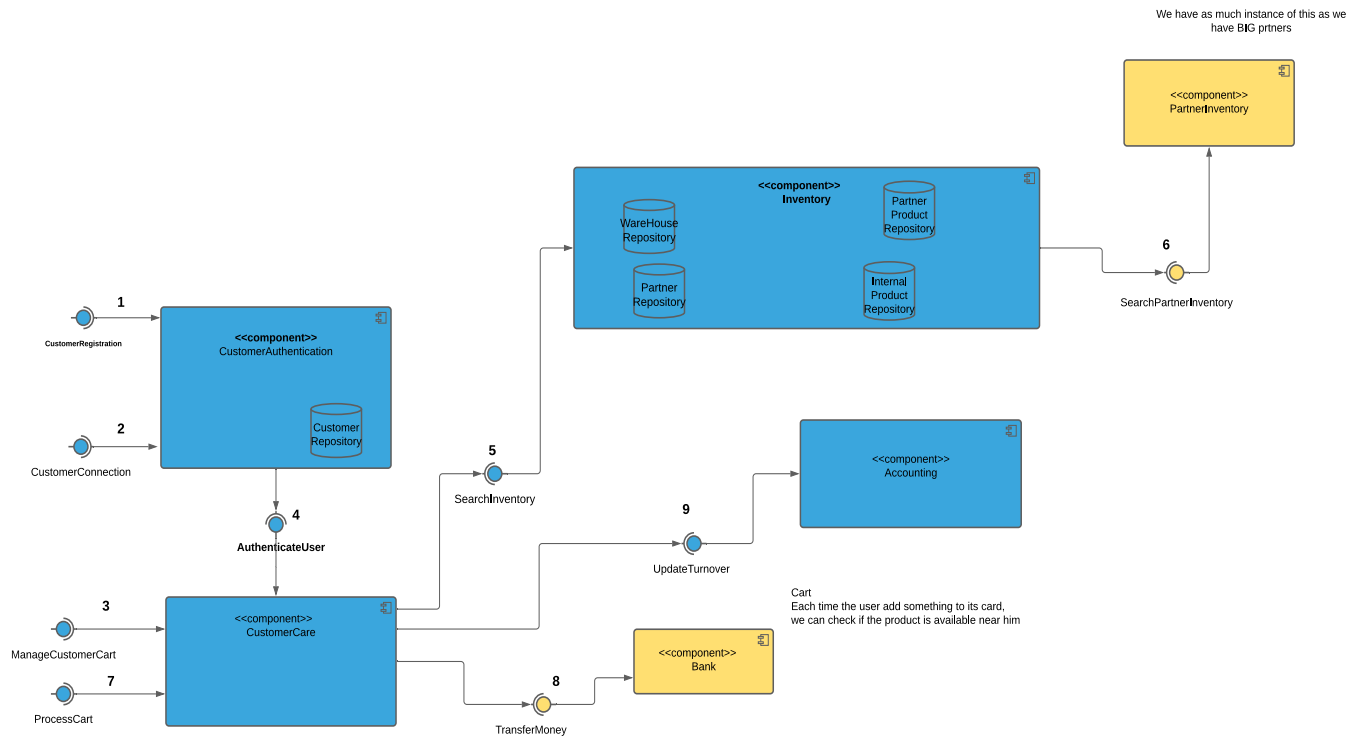 We have as much instance of this as we
have BIG prtners
<<component>>
PartnerInventory
<<component>>
Inventory
WareHouse
Repository
Partner
Product
Repository
Partner
Repository
Internal
Product
Repository
6
SearchPartnerInventory
1
CustomerRegistration
<<component>>
CustomerAuthentication
Customer
Repository
2
CustomerConnection
5
SearchInventory
<<component>>
Accounting
4
AuthenticateUser
9
UpdateTurnover
Cart
Each time the user add something to its card,
we can check if the product is available near him
3
ManageCustomerCart
<<component>>
CustomerCare
7
ProcessCart
<<component>>
Bank
8
TransferMoney